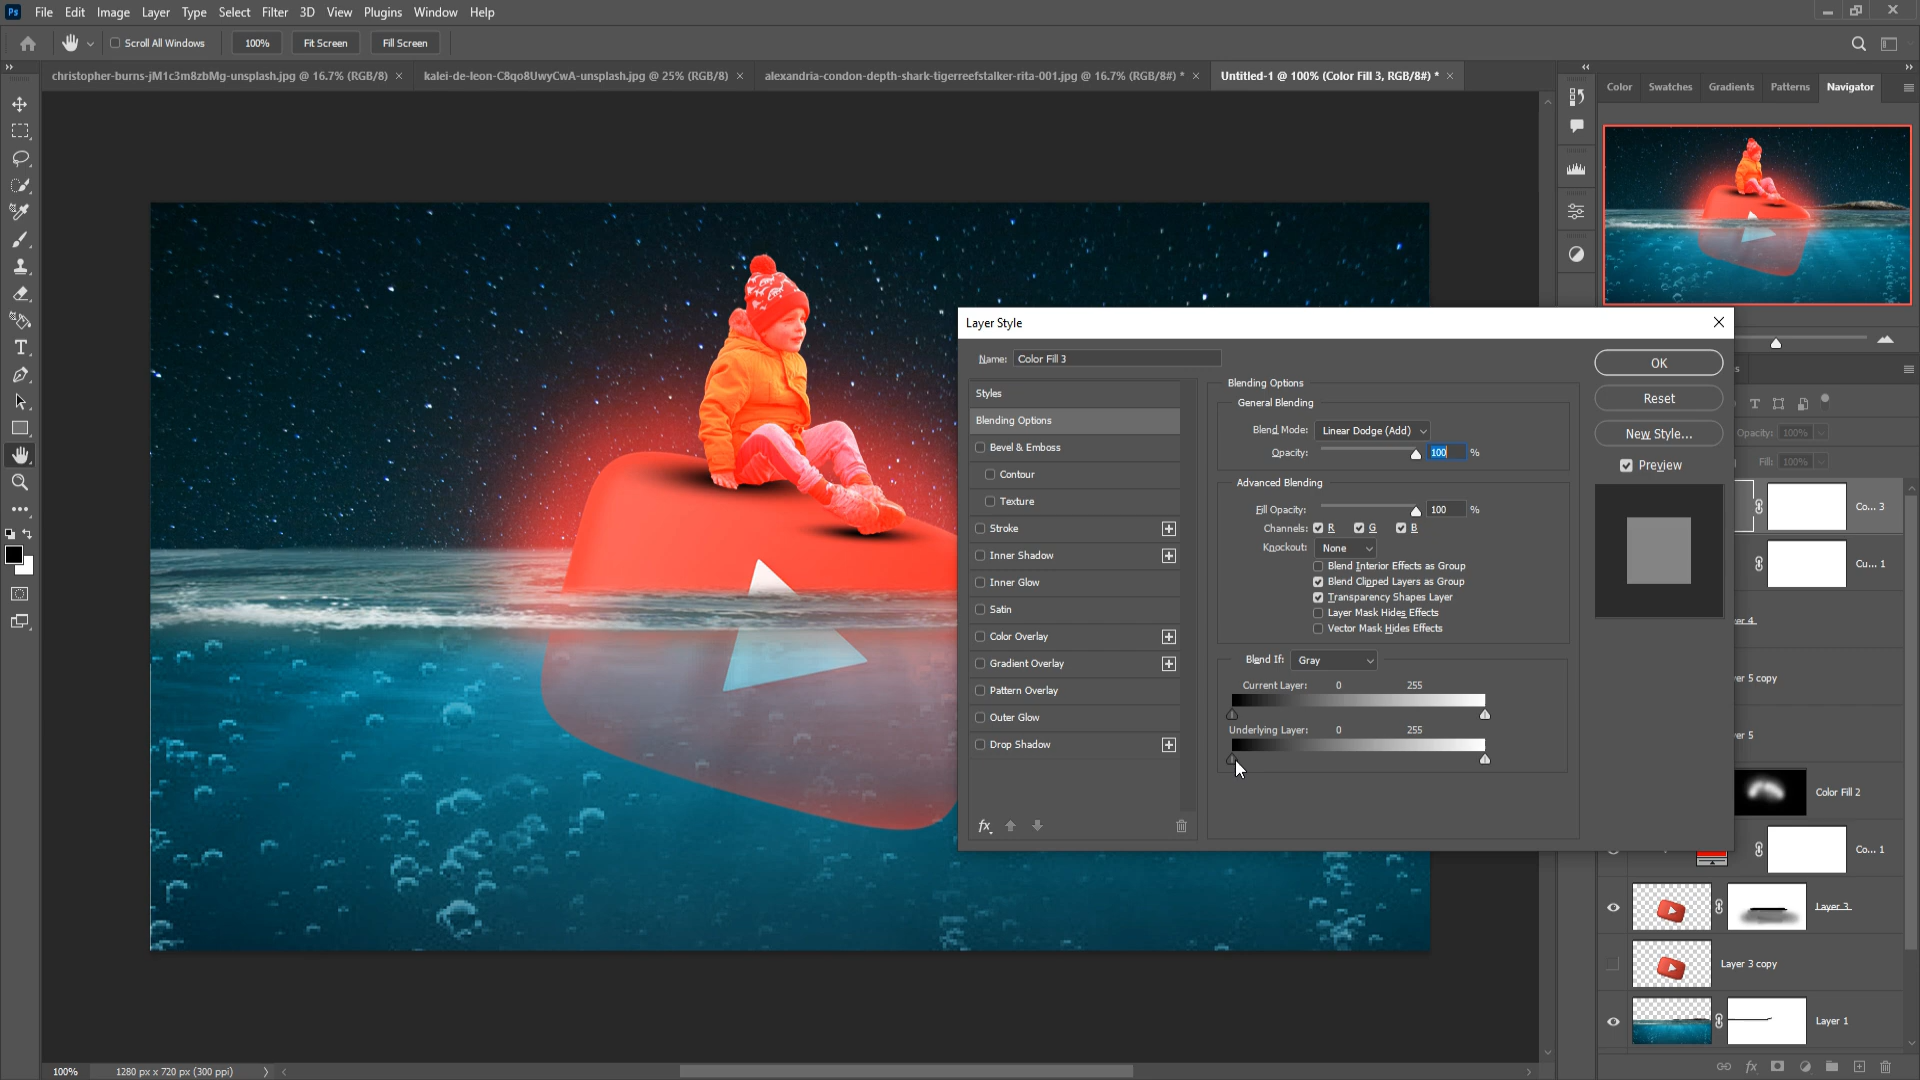 Ps File Edit Image Layer Type Select Filter 3D View Plugins Window Help
Scroll All Windows 100% Fit Screen Fill Screen
christopher-burns-jM1c3m8zbMg-unsplash.jpg @ 16.7% (RGB/8) × kalei-de-leon-C8qo8UwyCwA-unsplash.jpg @ 25% (RGB/8) × alexandria-condon-depth-shark-tigerreefstalker-rita-001.jpg @ 16.7% (RGB/8#) * × Untitled-1 @ 100% (Color Fill 3, RGB/8#) * ×
Color Swatches Gradients Patterns Navigator
Layer Style
Name: Color Fill 3
Styles
Blending Options
Bevel & Emboss
Contour
Texture
Stroke
Inner Shadow
Inner Glow
Satin
Color Overlay
Gradient Overlay
Pattern Overlay
Outer Glow
Drop Shadow
fx
Blending Options
General Blending
Blend Mode: Linear Dodge (Add)
Opacity: 100 %
Advanced Blending
Fill Opacity: 100 %
Channels: R G B
Knockout: None
Blend Interior Effects as Group
Blend Clipped Layers as Group
Transparency Shapes Layer
Layer Mask Hides Effects
Vector Mask Hides Effects
Blend If: Gray
Current Layer: 0 255
Underlying Layer: 0 255
OK
Reset
New Style...
Preview
s
Opacity: 100%
Fill: 100%
Co... 3
Cu... 1
er 4
er 5 copy
er 5
Color Fill 2
Co... 1
Layer 3
Layer 3 copy
Layer 1
fx
100% 1280 px x 720 px (300 ppi)